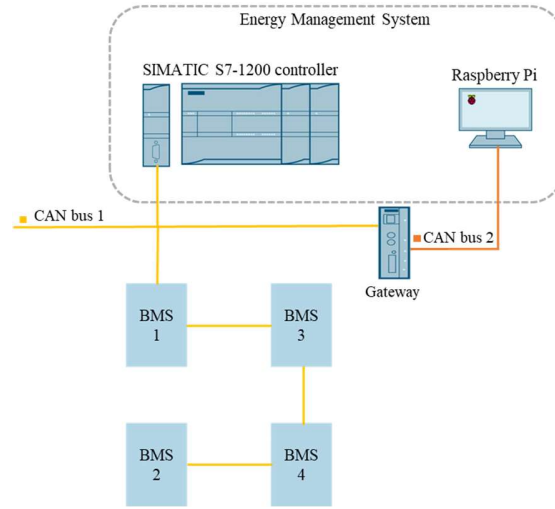 Energy Management System
SIMATIC S7-1200 controller
Raspberry Pi
CAN bus 1
CAN bus 2
Gateway
BMS
1
BMS
3
BMS
2
BMS
4